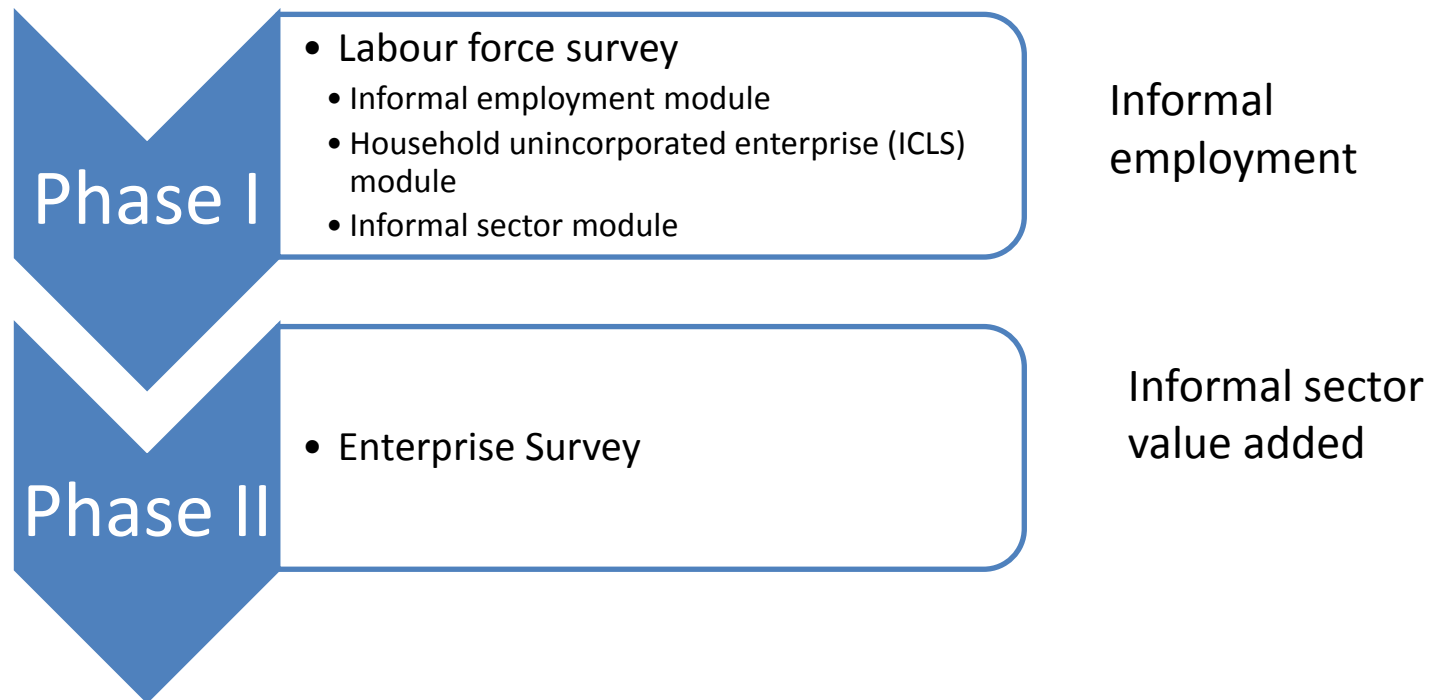 Phase I
• Labour force survey
• Informal employment module
• Household unincorporated enterprise (ICLS)
module
• Informal sector module
Informal
employment
Phase II
• Enterprise Survey
Informal sector
value added